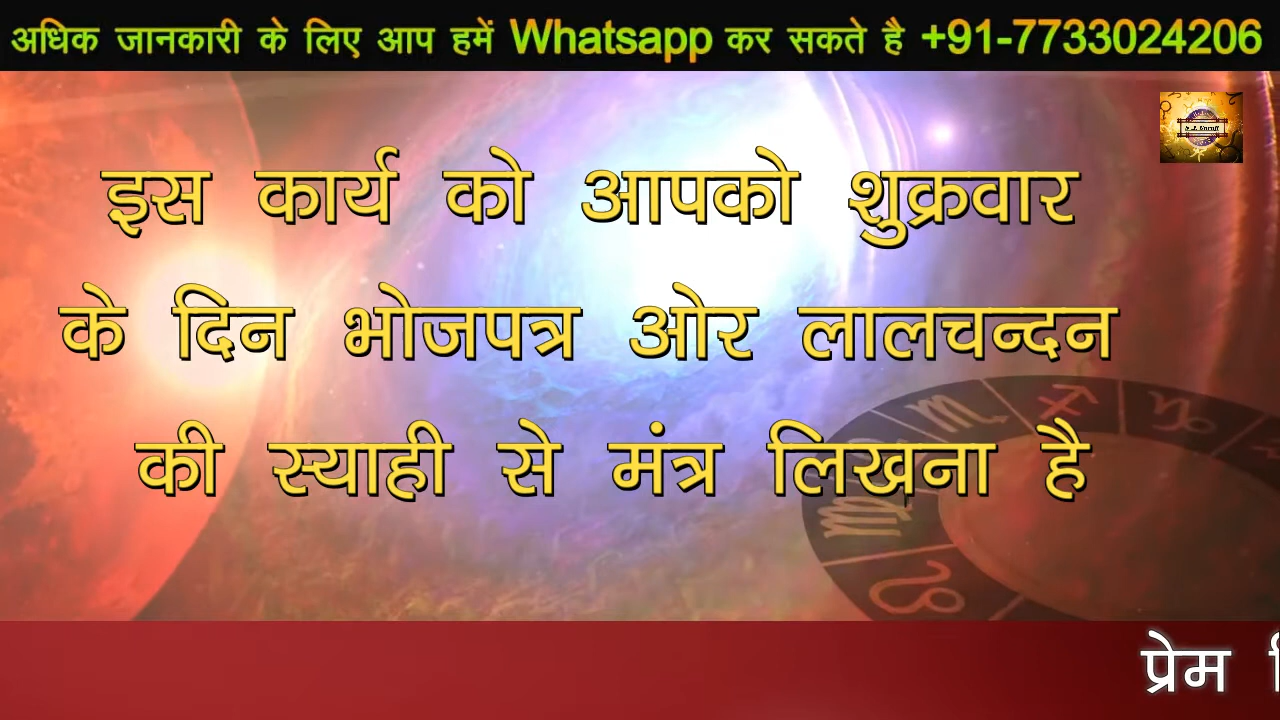 अधिक जानकारी के लिए आप हमें Whatsapp कर सकते है +91-7733024206
इस कार्य को आपको शुक्रवार
के दिन भोजपत्र ओर लालचन्दन
की स्याही से मंत्र लिखना है
प्रेम